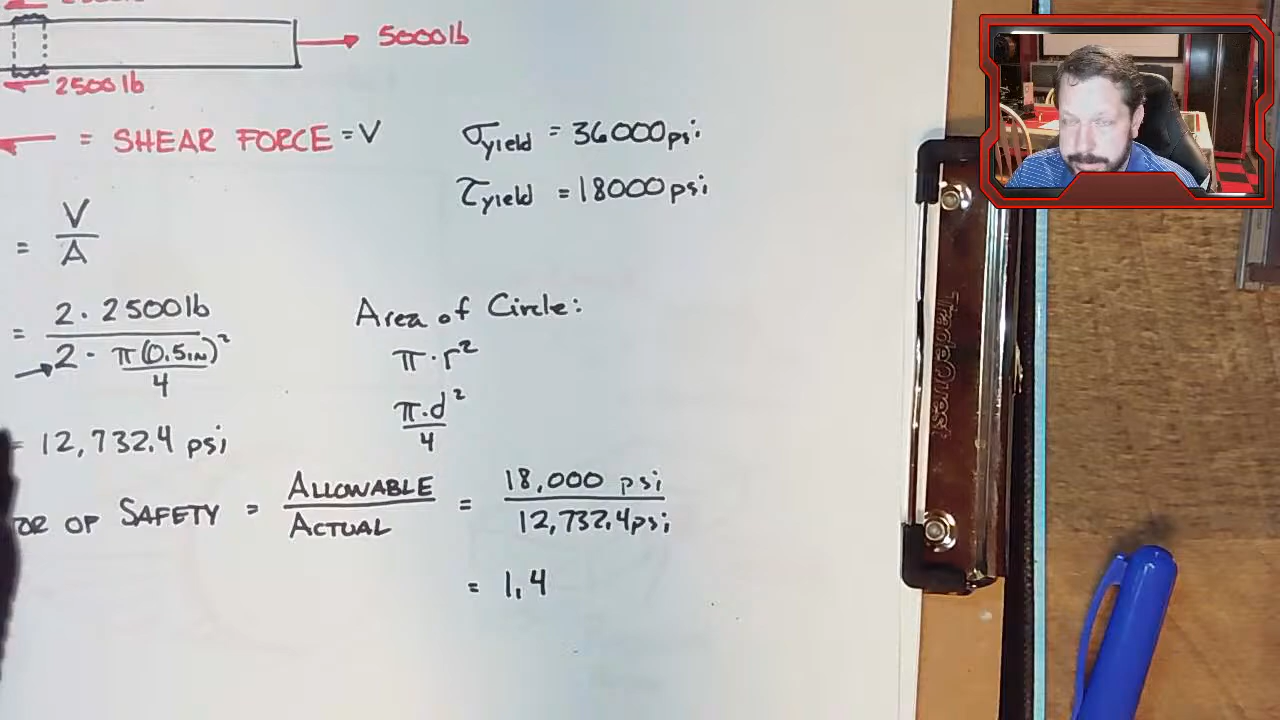 5000lb
2500lb
= SHEAR FORCE = V
σyield = 36000psi
τyield = 18000psi
= V
A
= 2 · 2500lb
2 · π(0.5in)²
4
Area of Circle:
π·r²
π·d²
4
= 12,732.4 psi
OR OF SAFETY = ALLOWABLE = 18,000 psi
ACTUAL 12,732.4psi
= 1.4